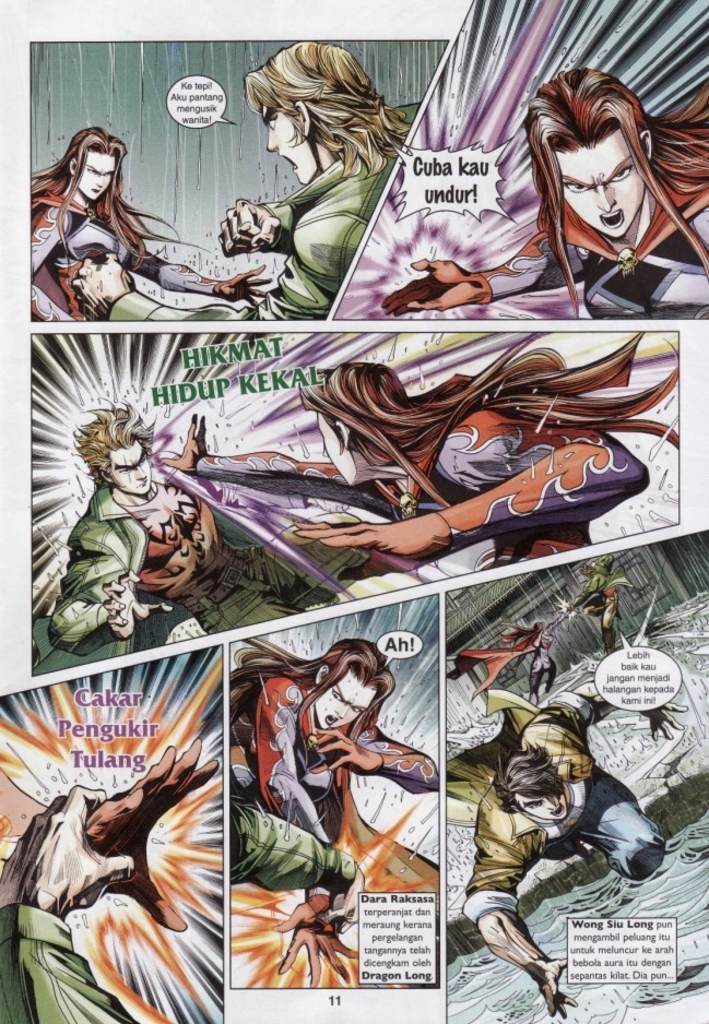 Ke tepi!
Aku pantang
mengusik
wanita!
Cuba kau
undur!
HIKMAT
HIDUP KEKAL
Cakar
Pengukir
Tulang
Ah!
Dara Raksasa
terperanjat dan
meraung kerana
pergelangan
tangannya telah
dicengkam oleh
Dragon Long.
Lebih
baik kau
jangan menjadi
halangan kepada
kami ini!
Wong Siu Long pun
mengambil peluang itu
untuk meluncur ke arah
bebola aura itu dengan
sepantas kilat. Dia pun...
11